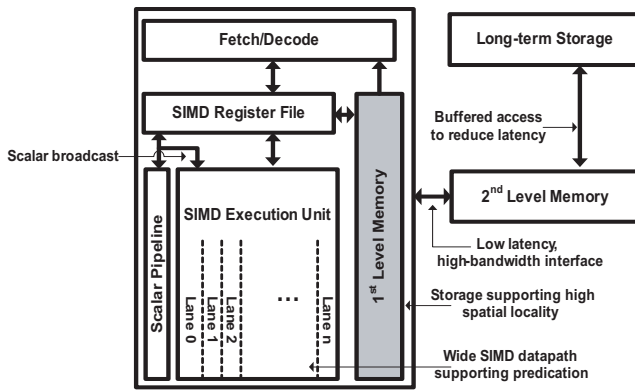 Fetch/Decode
Long-term Storage
SIMD Register File
Buffered access
to reduce latency
Scalar broadcast
Scalar Pipeline
SIMD Execution Unit
Lane 0
Lane 1
Lane 2
...
Lane n
1st Level Memory
2nd Level Memory
Low latency,
high-bandwidth interface
Storage supporting high
spatial locality
Wide SIMD datapath
supporting predication